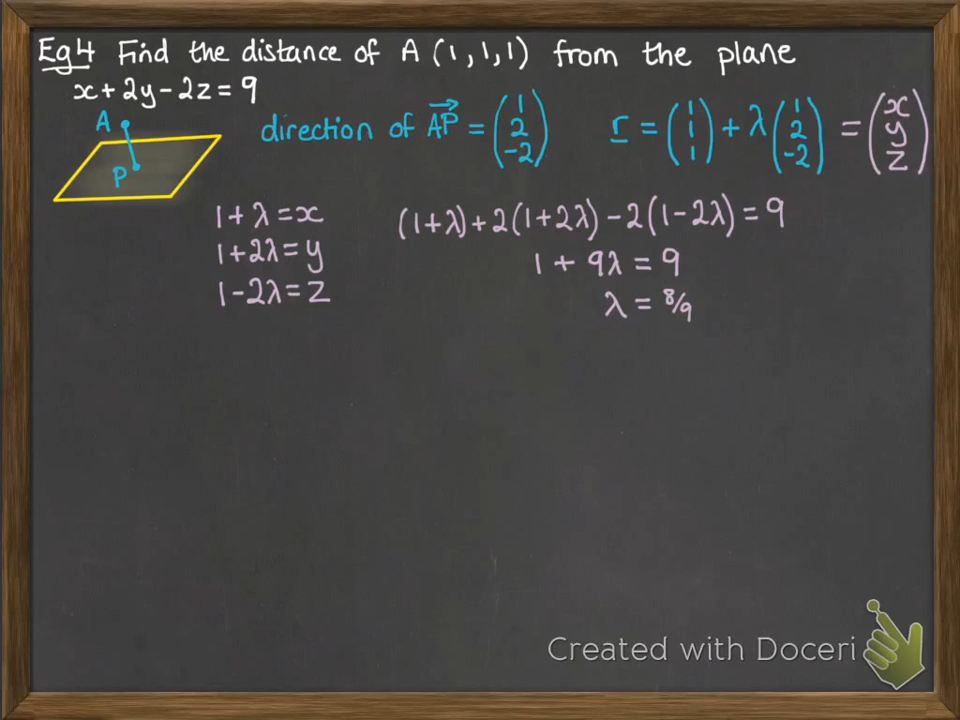 Eg4 Find the distance of A (1, 1, 1) from the plane
x + 2y - 2z = 9
A
P
direction of AP = (1 2 -2)
r = (1 1 1) + λ (1 2 -2) = (x y z)
1 + λ = x
1 + 2λ = y
1 - 2λ = z
(1+λ) + 2(1+2λ) - 2(1-2λ) = 9
1 + 9λ = 9
λ = 8/9
Created with Doceri